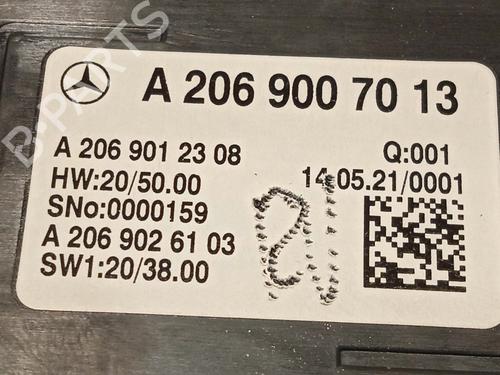 A 206 900 70 13
A 206 901 23 08
Q:001
HW:20/50.00
14.05.21/0001
SNo:0000159
A 206 902 61 03
SW1:20/38.00
B-PARTS